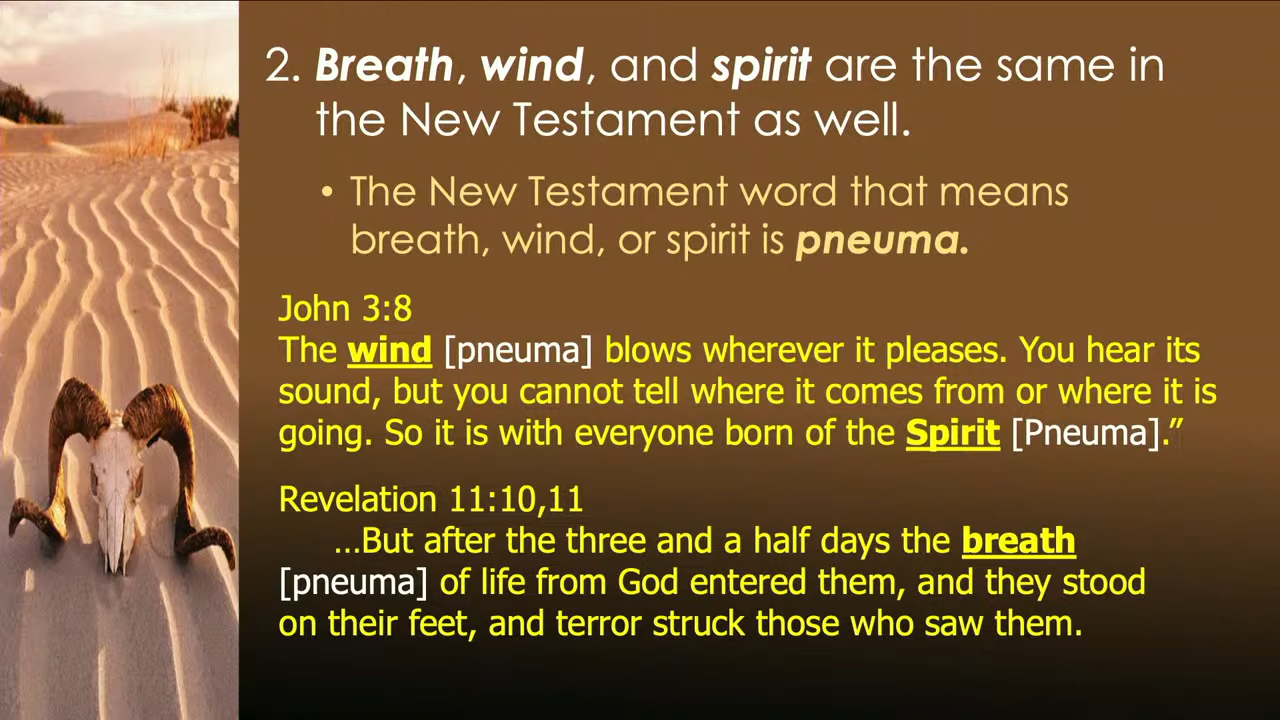 2. Breath, wind, and spirit are the same in
the New Testament as well.
• The New Testament word that means
breath, wind, or spirit is pneuma.
John 3:8
The wind [pneuma] blows wherever it pleases. You hear its
sound, but you cannot tell where it comes from or where it is
going. So it is with everyone born of the Spirit [Pneuma].”
Revelation 11:10,11
...But after the three and a half days the breath
[pneuma] of life from God entered them, and they stood
on their feet, and terror struck those who saw them.